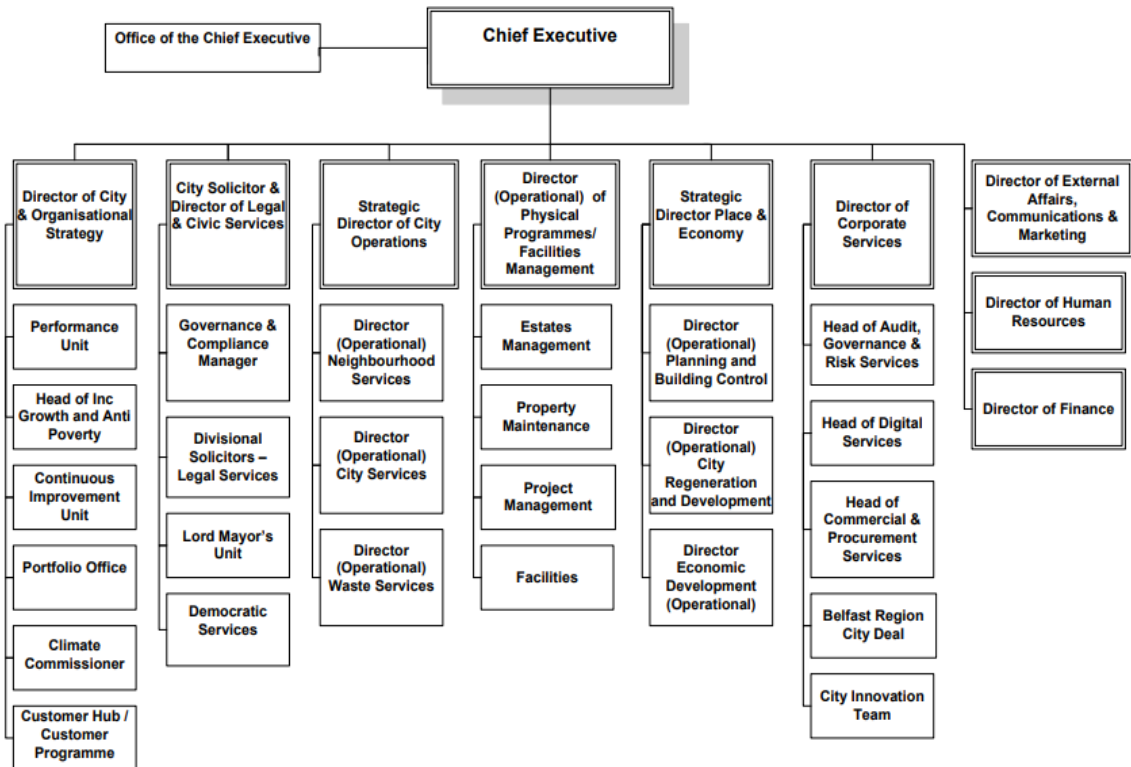 Office of the Chief Executive
Chief Executive
Director of City
& Organisational
Strategy
City Solicitor &
Director of Legal
& Civic Services
Strategic
Director of City
Operations
Director
(Operational) of
Physical
Programmes/
Facilities
Management
Strategic
Director Place &
Economy
Director of
Corporate
Services
Director of External
Affairs,
Communications &
Marketing
Director of Human
Resources
Director of Finance
Performance
Unit
Head of Inc
Growth and Anti
Poverty
Continuous
Improvement
Unit
Portfolio Office
Climate
Commissioner
Customer Hub /
Customer
Programme
Governance &
Compliance
Manager
Divisional
Solicitors –
Legal Services
Lord Mayor's
Unit
Democratic
Services
Director
(Operational)
Neighbourhood
Services
Director
(Operational)
City Services
Director
(Operational)
Waste Services
Estates
Management
Property
Maintenance
Project
Management
Facilities
Director
(Operational)
Planning and
Building Control
Director
(Operational)
City
Regeneration
and Development
Director
Economic
Development
(Operational)
Head of Audit,
Governance &
Risk Services
Head of Digital
Services
Head of
Commercial &
Procurement
Services
Belfast Region
City Deal
City Innovation
Team